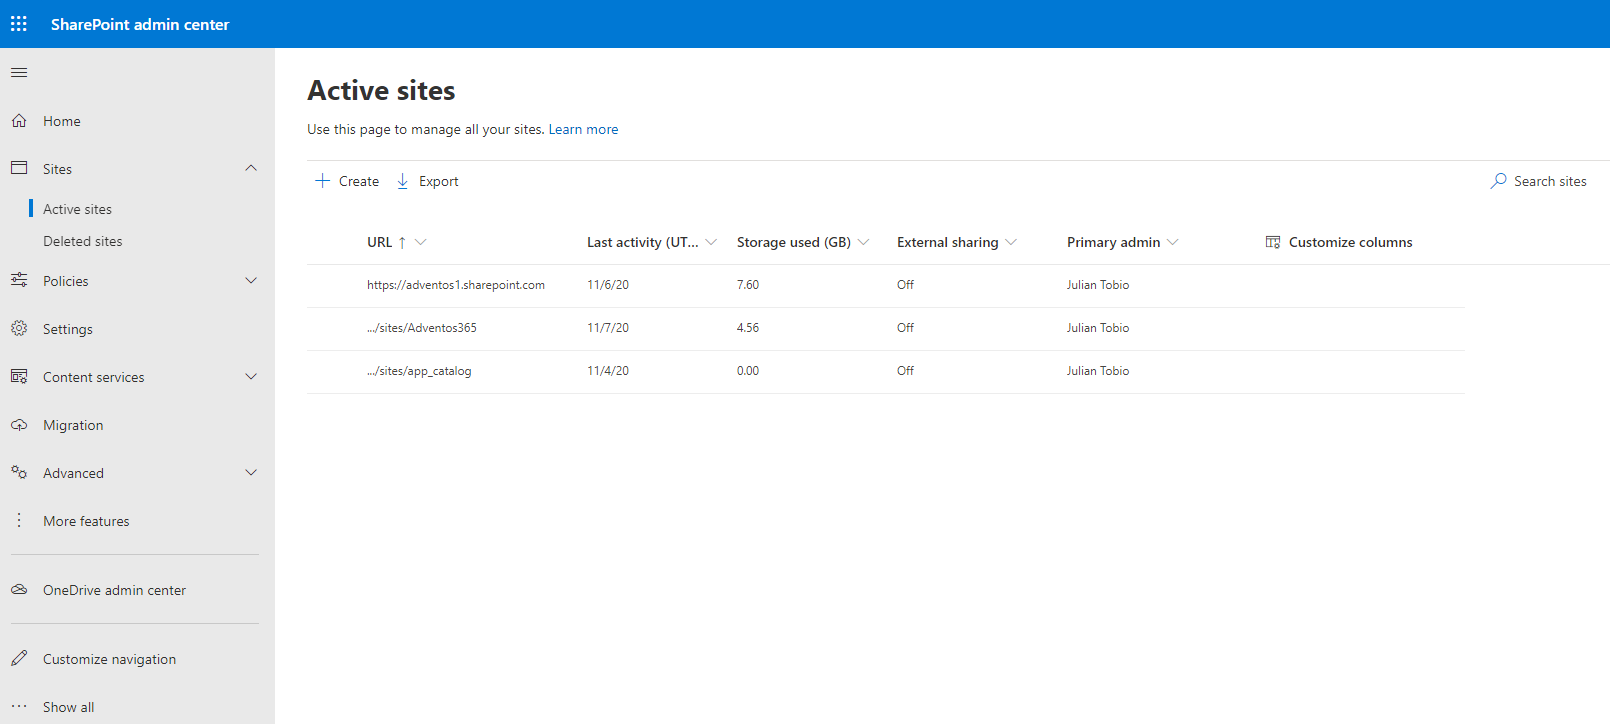 SharePoint admin center
Home
Sites
Active sites
Deleted sites
Policies
Settings
Content services
Migration
Advanced
More features
OneDrive admin center
Customize navigation
Show all
Active sites
Use this page to manage all your sites. Learn more
Create Export Search sites
URL Last activity (UT... Storage used (GB) External sharing Primary admin Customize columns
https://adventos1.sharepoint.com 11/6/20 7.60 Off Julian Tobio
.../sites/Adventos365 11/7/20 4.56 Off Julian Tobio
.../sites/app_catalog 11/4/20 0.00 Off Julian Tobio